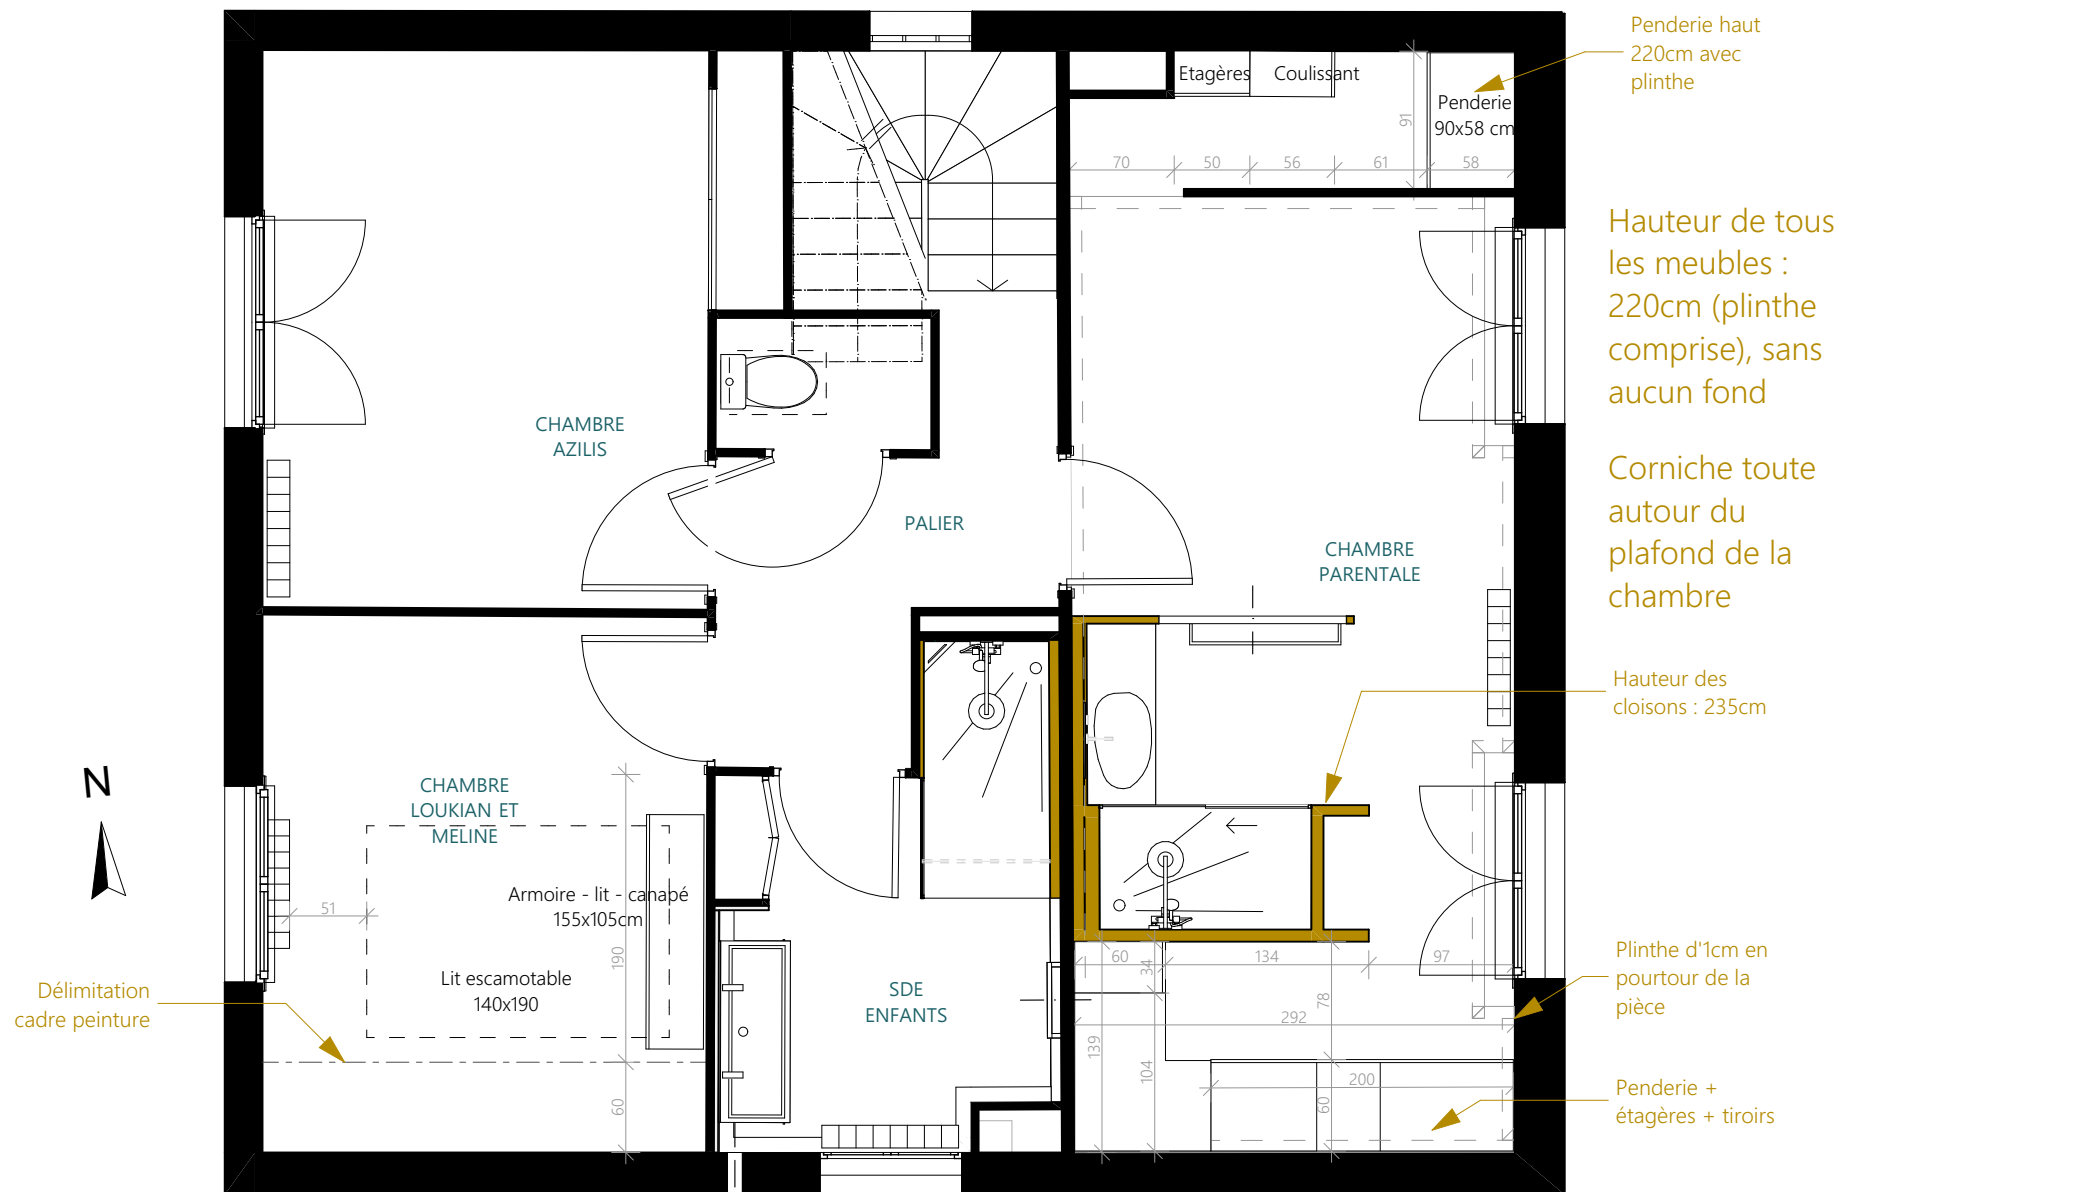 Penderie haut
220cm avec
plinthe
Etagères
Coulissant
Penderie
90x58 cm
91
70
50
56
61
58
Hauteur de tous
les meubles :
220cm (plinthe
comprise), sans
aucun fond
Corniche toute
autour du
plafond de la
chambre
CHAMBRE
AZILIS
PALIER
CHAMBRE
PARENTALE
Hauteur des
cloisons : 235cm
N
CHAMBRE
LOUKIAN ET
MELINE
Armoire - lit - canapé
155x105cm
51
190
Lit escamotable
140x190
Délimitation
cadre peinture
60
SDE
ENFANTS
60
134
97
34
78
292
139
104
200
60
Plinthe d'1cm en
pourtour de la
pièce
Penderie +
étagères + tiroirs